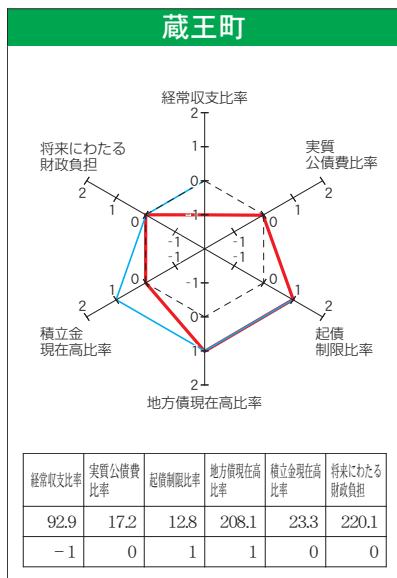 蔵王町
経常収支比率
2
1
0
-1
将来にわたる
財政負担
2
1
0
-1
実質
公債費比率
2
1
0
-1
積立金
現在高比率
2
1
0
-1
起債
制限比率
2
1
0
-1
-1
0
1
2
地方債現在高比率
経常収支比率 実質公債費比率 起債制限比率 地方債現在高比率 積立金現在高比率 将来にわたる財政負担
92.9 17.2 12.8 208.1 23.3 220.1
-1 0 1 1 0 0